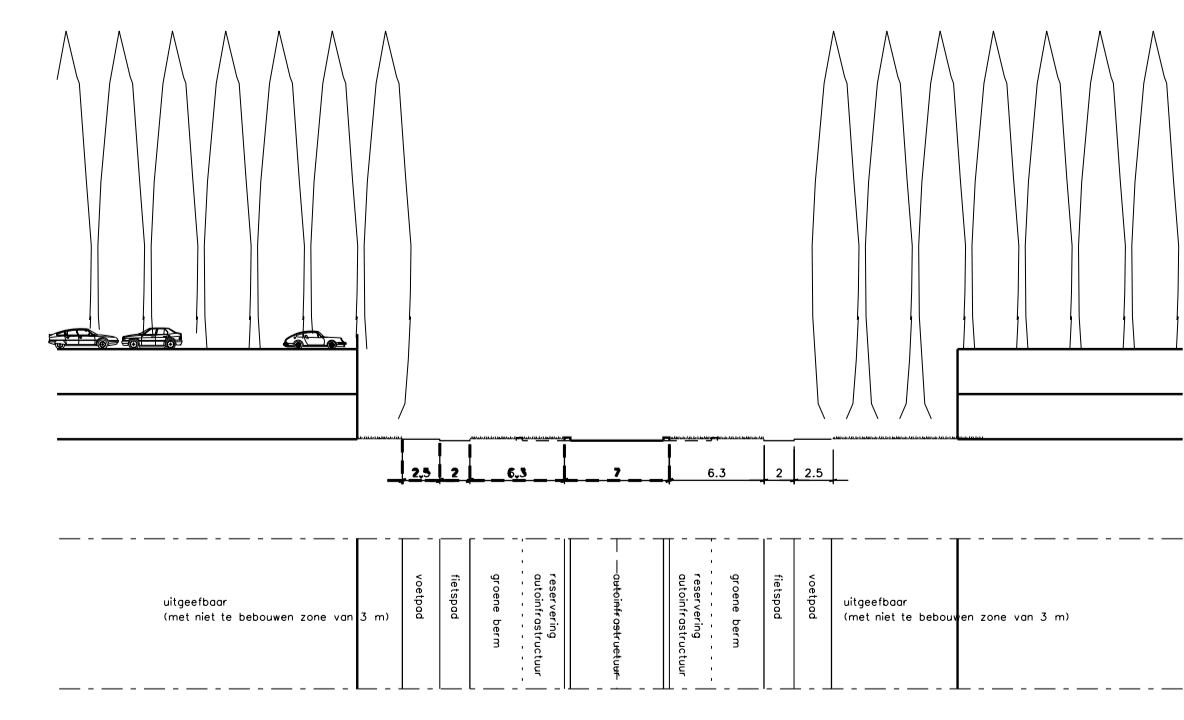 2.5 2 6.3 7 6.3 2 2.5
uitgeefbaar
(met niet te bebouwen zone van 3 m)
voetpad
fietspad
groene berm
reservering
autoinfrastructuur
autoinfrastructuur
reservering
autoinfrastructuur
groene berm
fietspad
voetpad
uitgeefbaar
(met niet te bebouwen zone van 3 m)